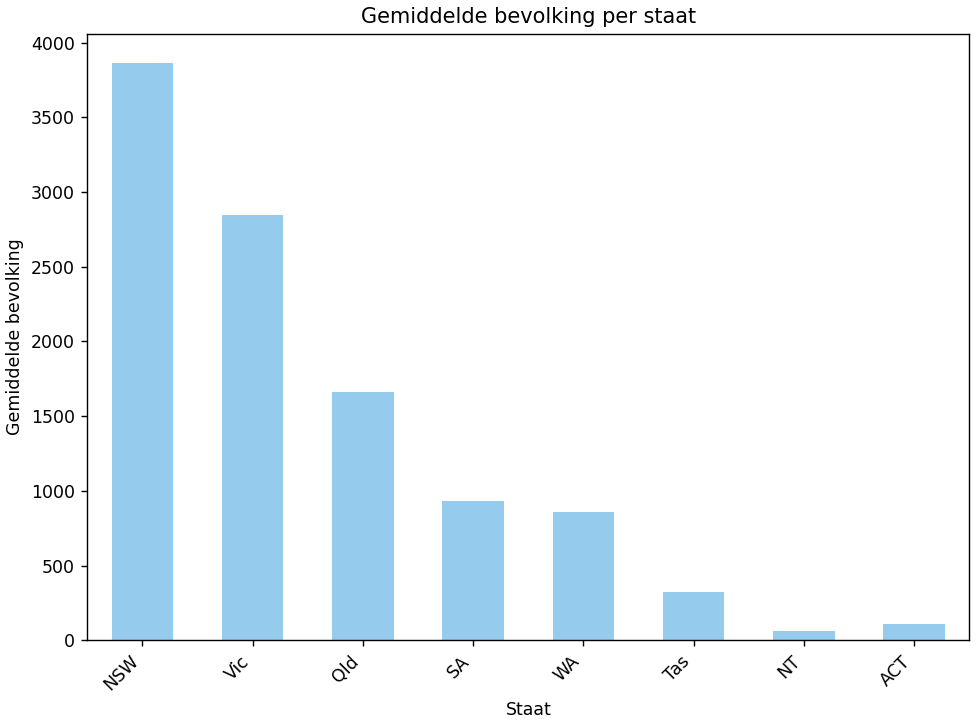 Gemiddelde bevolking per staat
Gemiddelde bevolking
4000
3500
3000
2500
2000
1500
1000
500
0
NSW
Vic
Qld
SA
WA
Tas
NT
ACT
Staat